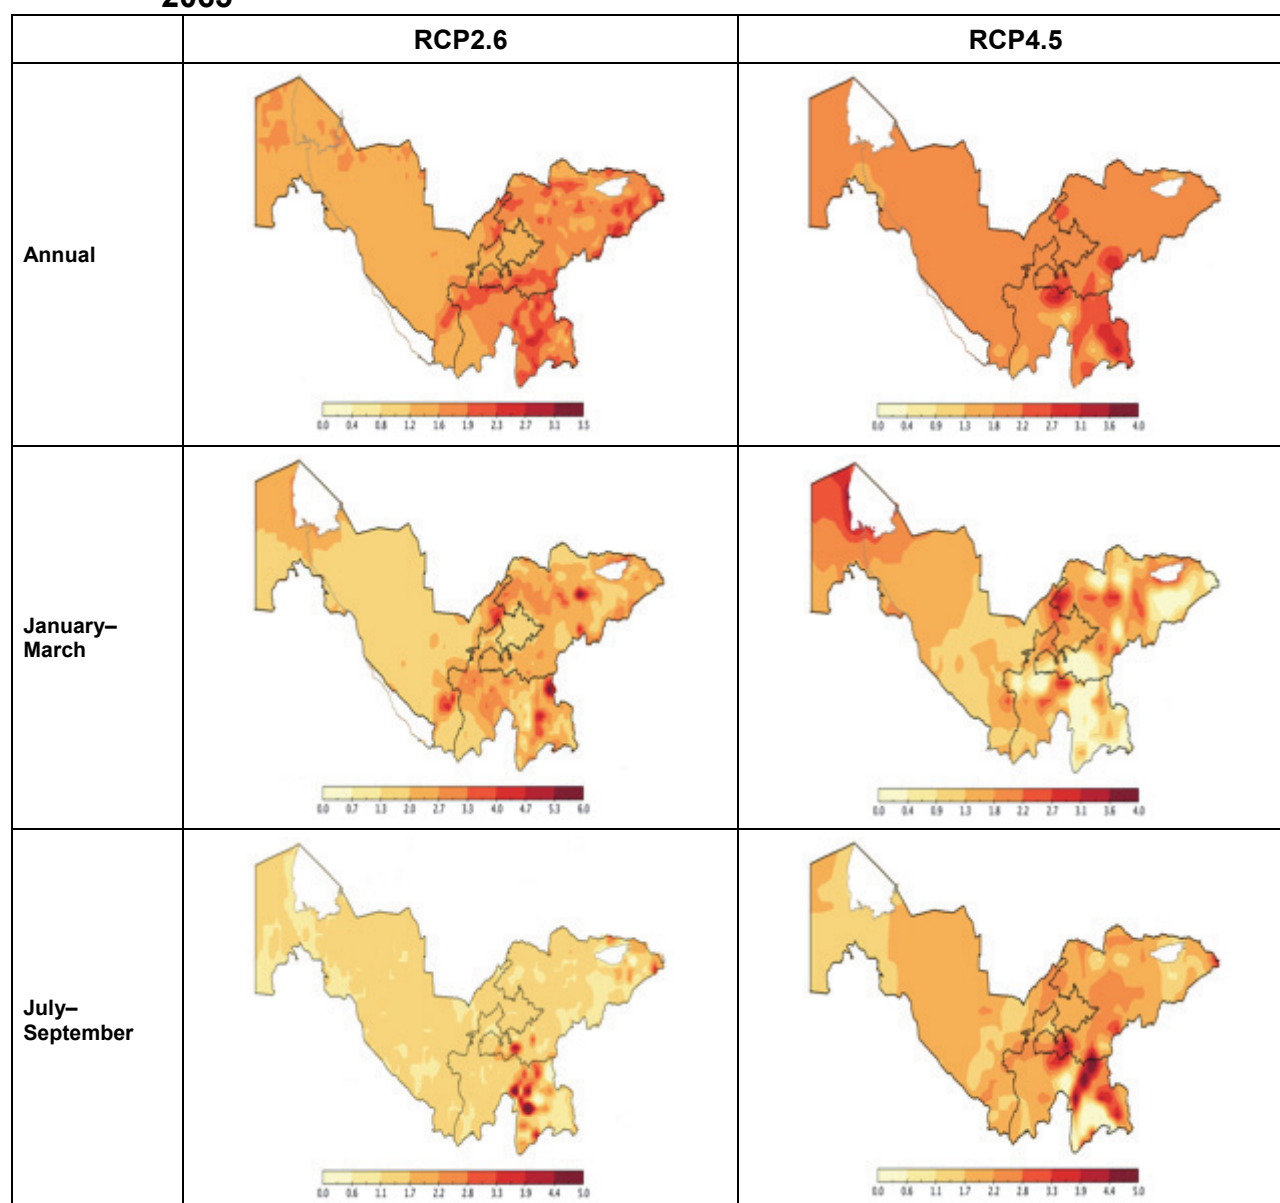 2065
RCP2.6
RCP4.5
Annual
0.0 0.4 0.8 1.2 1.6 1.9 2.3 2.7 3.1 3.5
0.0 0.4 0.9 1.3 1.8 2.2 2.7 3.1 3.6 4.0
January–
March
0.0 0.7 1.3 2.0 2.7 3.3 4.0 4.7 5.3 6.0
0.0 0.4 0.9 1.3 1.8 2.2 2.7 3.1 3.6 4.0
July–
September
0.0 0.6 1.1 1.7 2.2 2.8 3.3 3.9 4.4 5.0
0.0 0.6 1.1 1.7 2.2 2.8 3.3 3.9 4.4 5.0